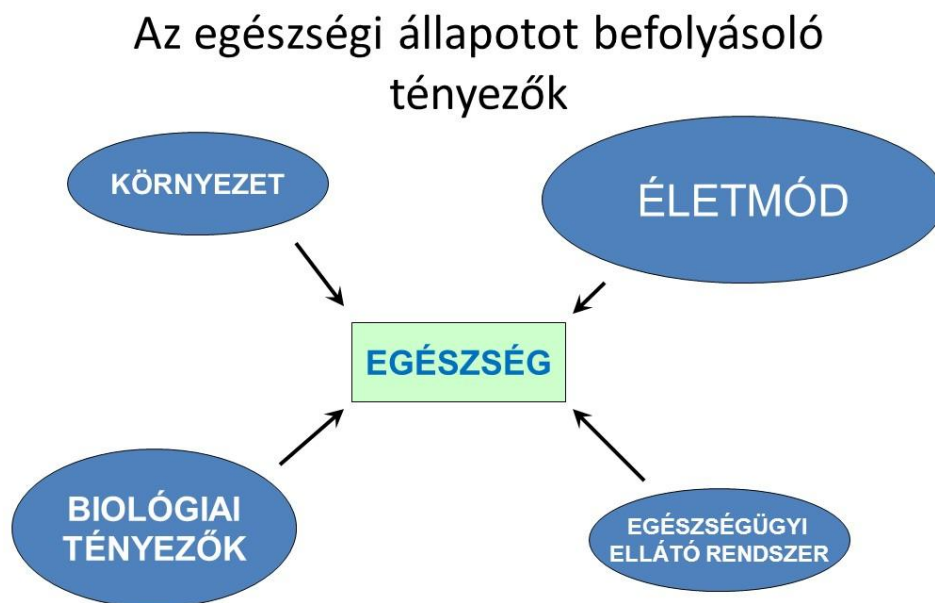 Az egészségi állapotot befolyásoló
tényezők
KÖRNYEZET
ÉLETMÓD
EGÉSZSÉG
BIOLÓGIAI
TÉNYEZŐK
EGÉSZSÉGÜGYI
ELLÁTÓ RENDSZER